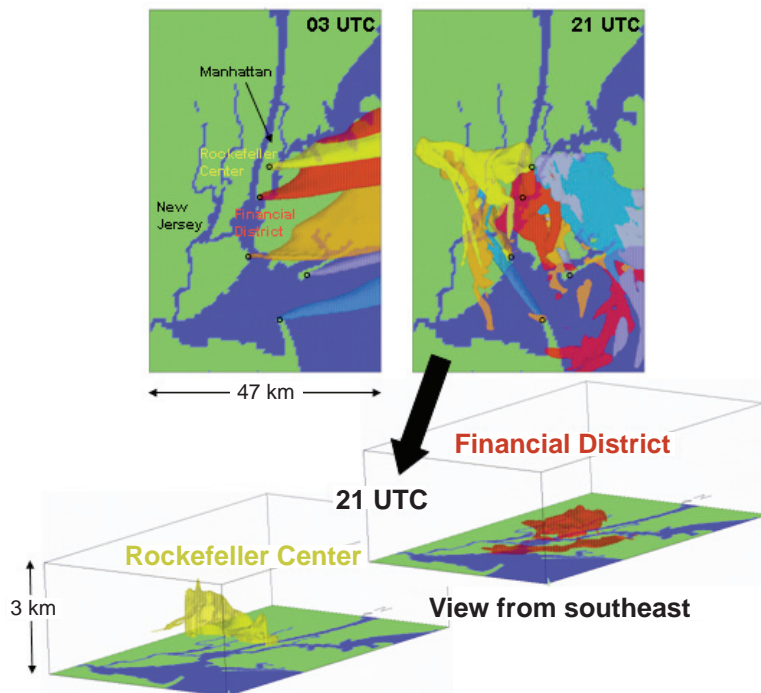 03 UTC
21 UTC
Manhattan
Rockefeller
Center
New
Jersey
Financial
District
47 km
Financial District
21 UTC
Rockefeller Center
3 km
View from southeast